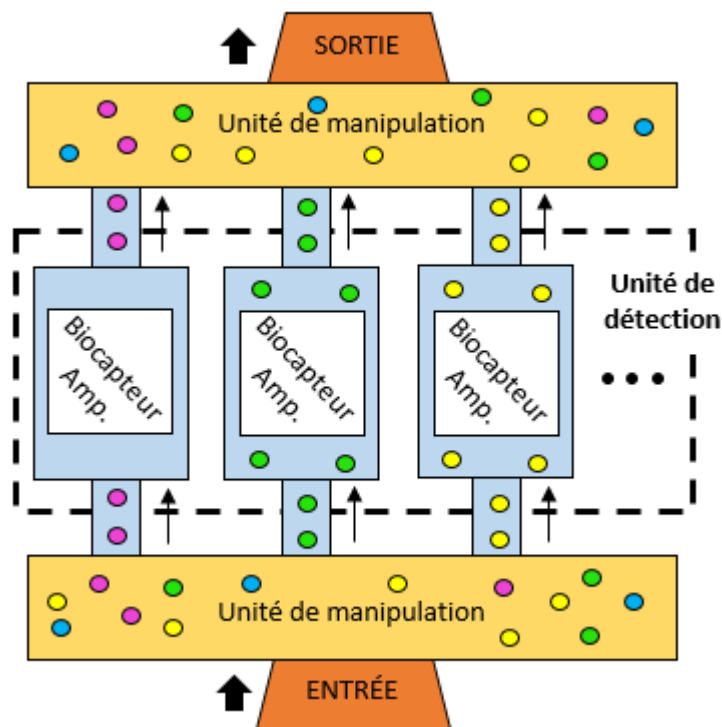 SORTIE
Unité de manipulation
Unité de
détection
Biocapteur
Amp.
Biocapteur
Amp.
Biocapteur
Amp.
Unité de manipulation
ENTRÉE